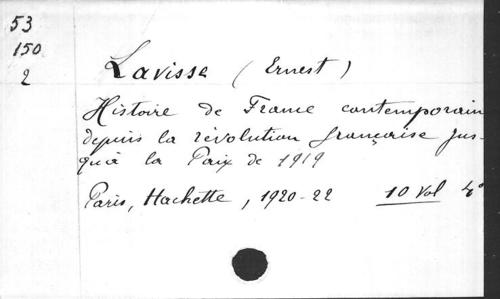 53
150
2
Lavisse (Ernest)
Histoire de France contemporain
depuis la révolution française jus-
qu'à la Paix de 1919
Paris, Hachette, 1920-22 10 Vol 4°